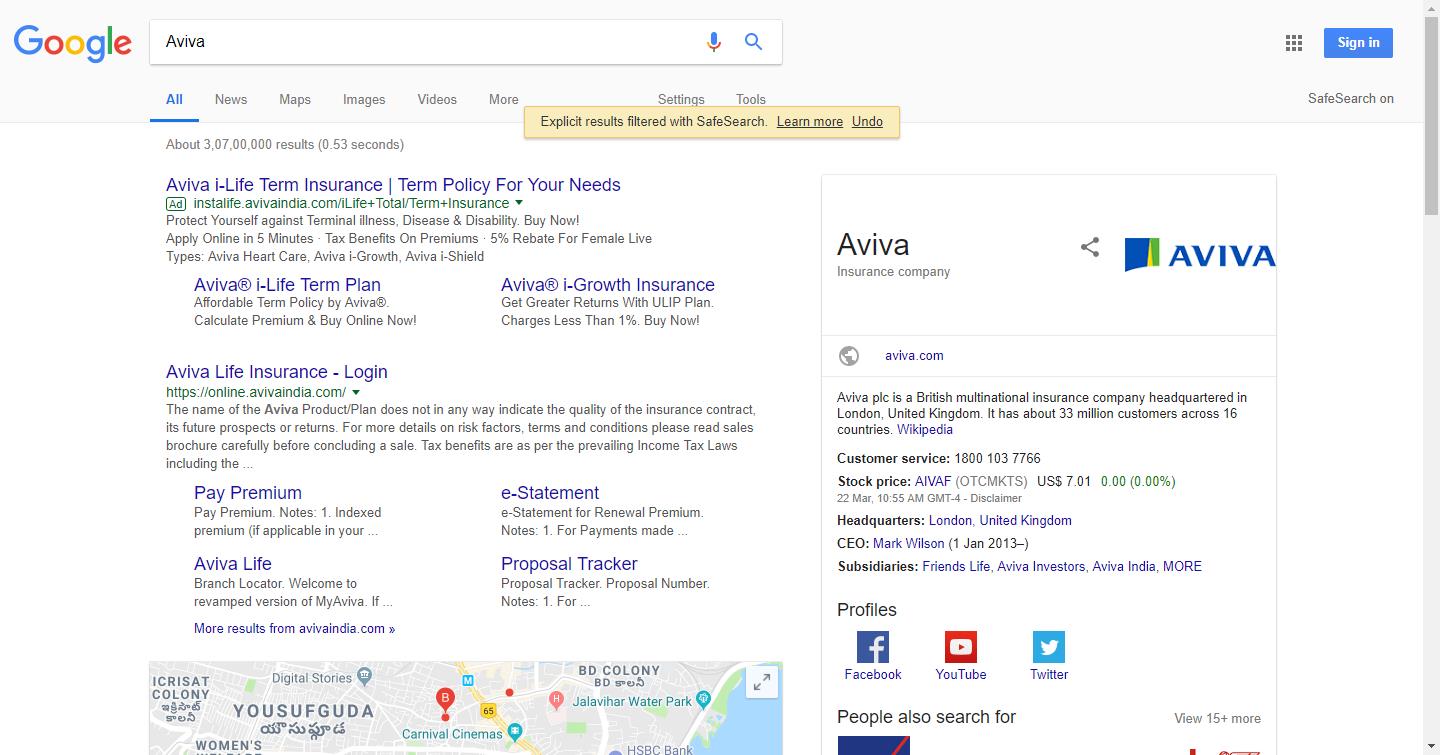 Google
Aviva
Sign in
All News Maps Images Videos More Settings Tools
SafeSearch on
Explicit results filtered with SafeSearch. Learn more Undo
About 3,07,00,000 results (0.53 seconds)
Aviva i-Life Term Insurance | Term Policy For Your Needs
Ad instalife.avivaindia.com/iLife+Total/Term+Insurance
Protect Yourself against Terminal illness, Disease & Disability. Buy Now!
Apply Online in 5 Minutes · Tax Benefits On Premiums · 5% Rebate For Female Live
Types: Aviva Heart Care, Aviva i-Growth, Aviva i-Shield
Aviva® i-Life Term Plan
Affordable Term Policy by Aviva®.
Calculate Premium & Buy Online Now!
Aviva® i-Growth Insurance
Get Greater Returns With ULIP Plan.
Charges Less Than 1%. Buy Now!
Aviva Life Insurance - Login
https://online.avivaindia.com/
The name of the Aviva Product/Plan does not in any way indicate the quality of the insurance contract,
its future prospects or returns. For more details on risk factors, terms and conditions please read sales
brochure carefully before concluding a sale. Tax benefits are as per the prevailing Income Tax Laws
including the ...
Pay Premium
Pay Premium. Notes: 1. Indexed
premium (if applicable in your ...
e-Statement
e-Statement for Renewal Premium.
Notes: 1. For Payments made ...
Aviva Life
Branch Locator. Welcome to
revamped version of MyAviva. If ...
Proposal Tracker
Proposal Tracker. Proposal Number.
Notes: 1. For ...
More results from avivaindia.com »
ICRISAT
COLONY
ఇక్రిసాట్
కాలనీ
Digital Stories
YOUSUFGUDA
యూసుఫ్గూడ
WOMEN'S
B
M
65
H
Carnival Cinemas
BD COLONY
BD కాలనీ
Jalavihar Water Park
HSBC Bank
Aviva
Insurance company
AVIVA
aviva.com
Aviva plc is a British multinational insurance company headquartered in
London, United Kingdom. It has about 33 million customers across 16
countries. Wikipedia
Customer service: 1800 103 7766
Stock price: AIVAF (OTCMKTS) US$ 7.01 0.00 (0.00%)
22 Mar, 10:55 AM GMT-4 - Disclaimer
Headquarters: London, United Kingdom
CEO: Mark Wilson (1 Jan 2013–)
Subsidiaries: Friends Life, Aviva Investors, Aviva India, MORE
Profiles
Facebook YouTube Twitter
People also search for View 15+ more